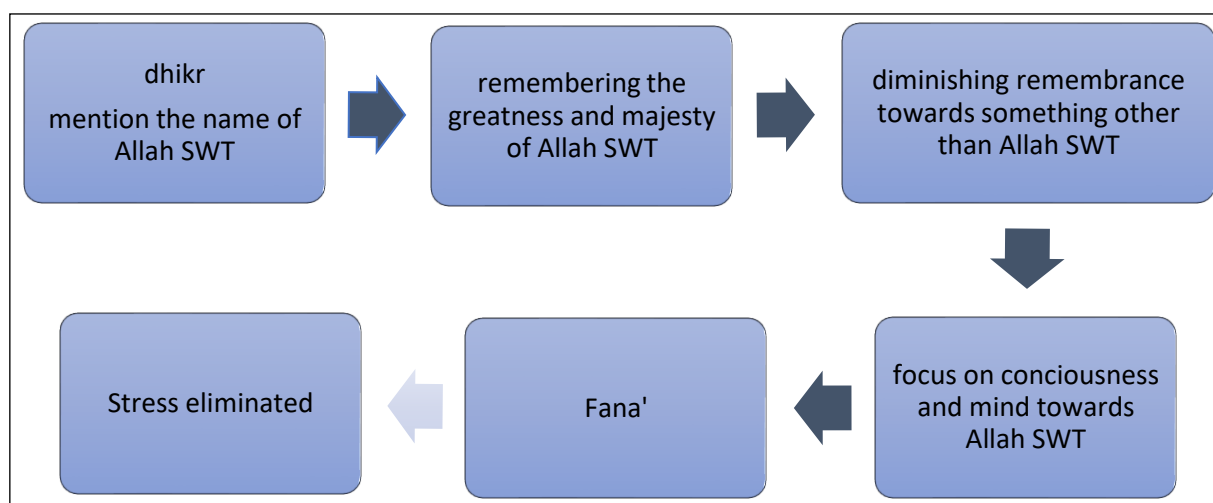 dhikr
mention the name of
Allah SWT
remembering the
greatness and majesty
of Allah SWT
diminishing remembrance
towards something other
than Allah SWT
focus on conciousness
and mind towards
Allah SWT
Fana'
Stress eliminated